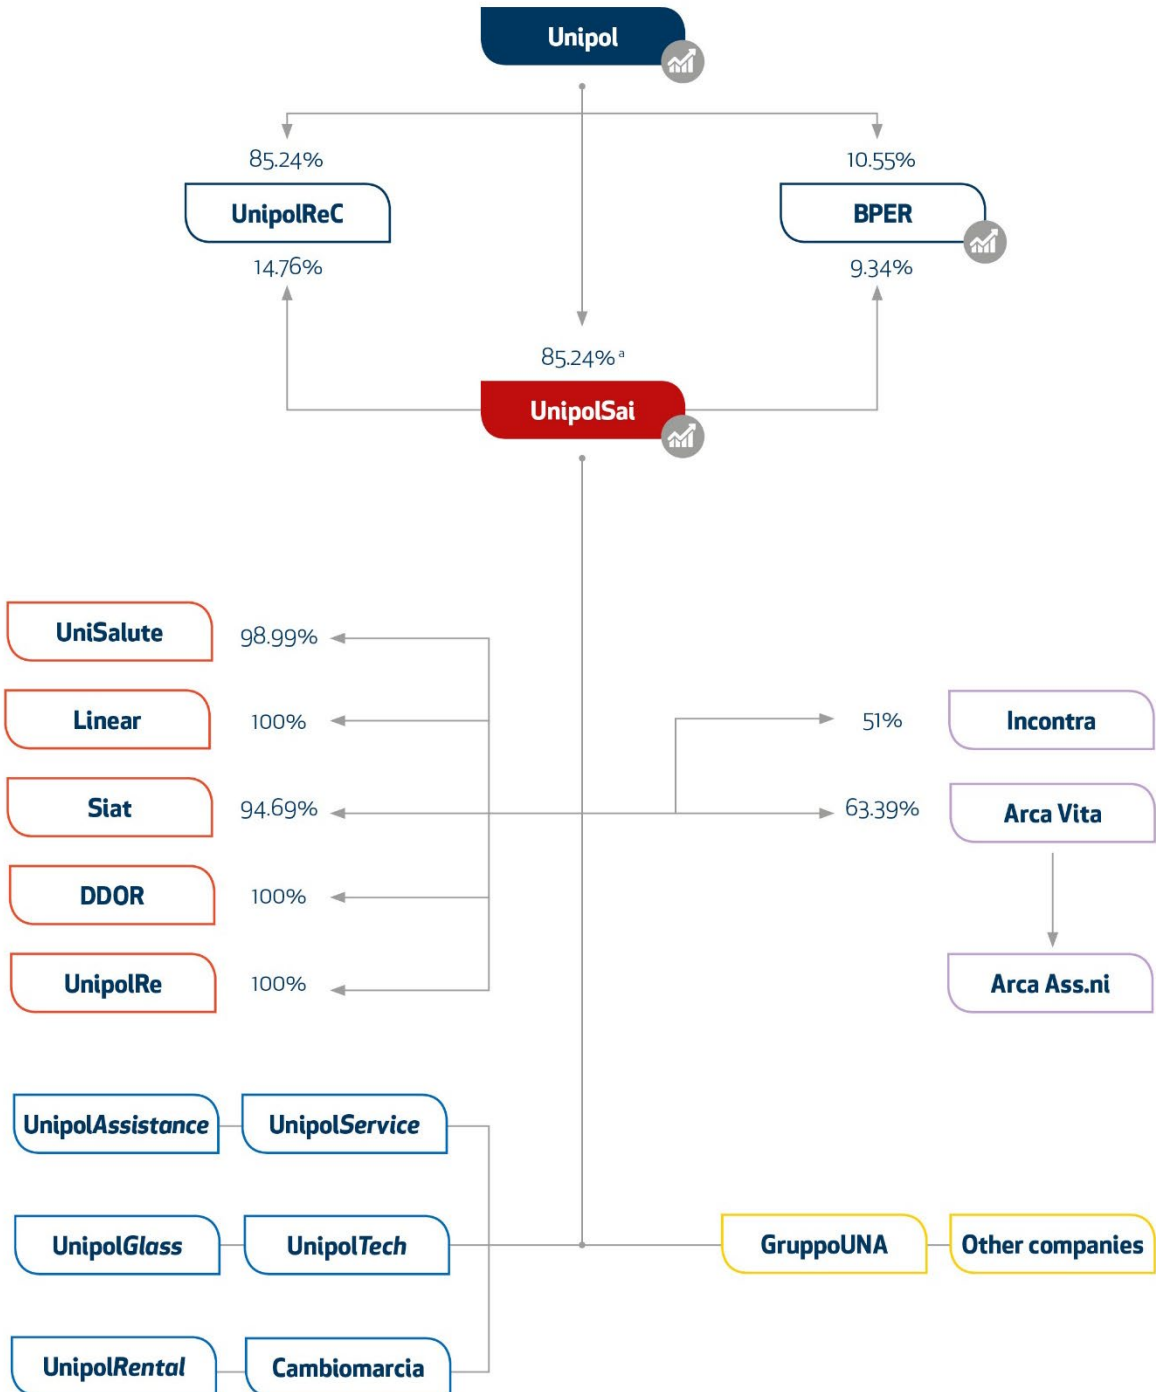 Unipol
85.24%
10.55%
UnipolReC
BPER
14.76%
9.34%
85.24% a
UnipolSai
UniSalute 98.99%
Linear 100%
51% Incontra
Siat 94.69%
63.39% Arca Vita
DDOR 100%
UnipolRe 100%
Arca Ass.ni
UnipolAssistance UnipolService
UnipolGlass UnipolTech
GruppoUNA Other companies
UnipolRental Cambiomarcia